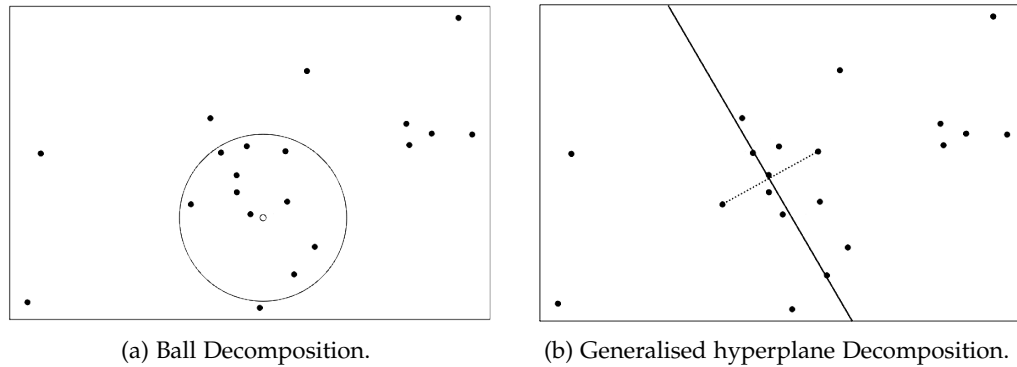 (a) Ball Decomposition.
(b) Generalised hyperplane Decomposition.